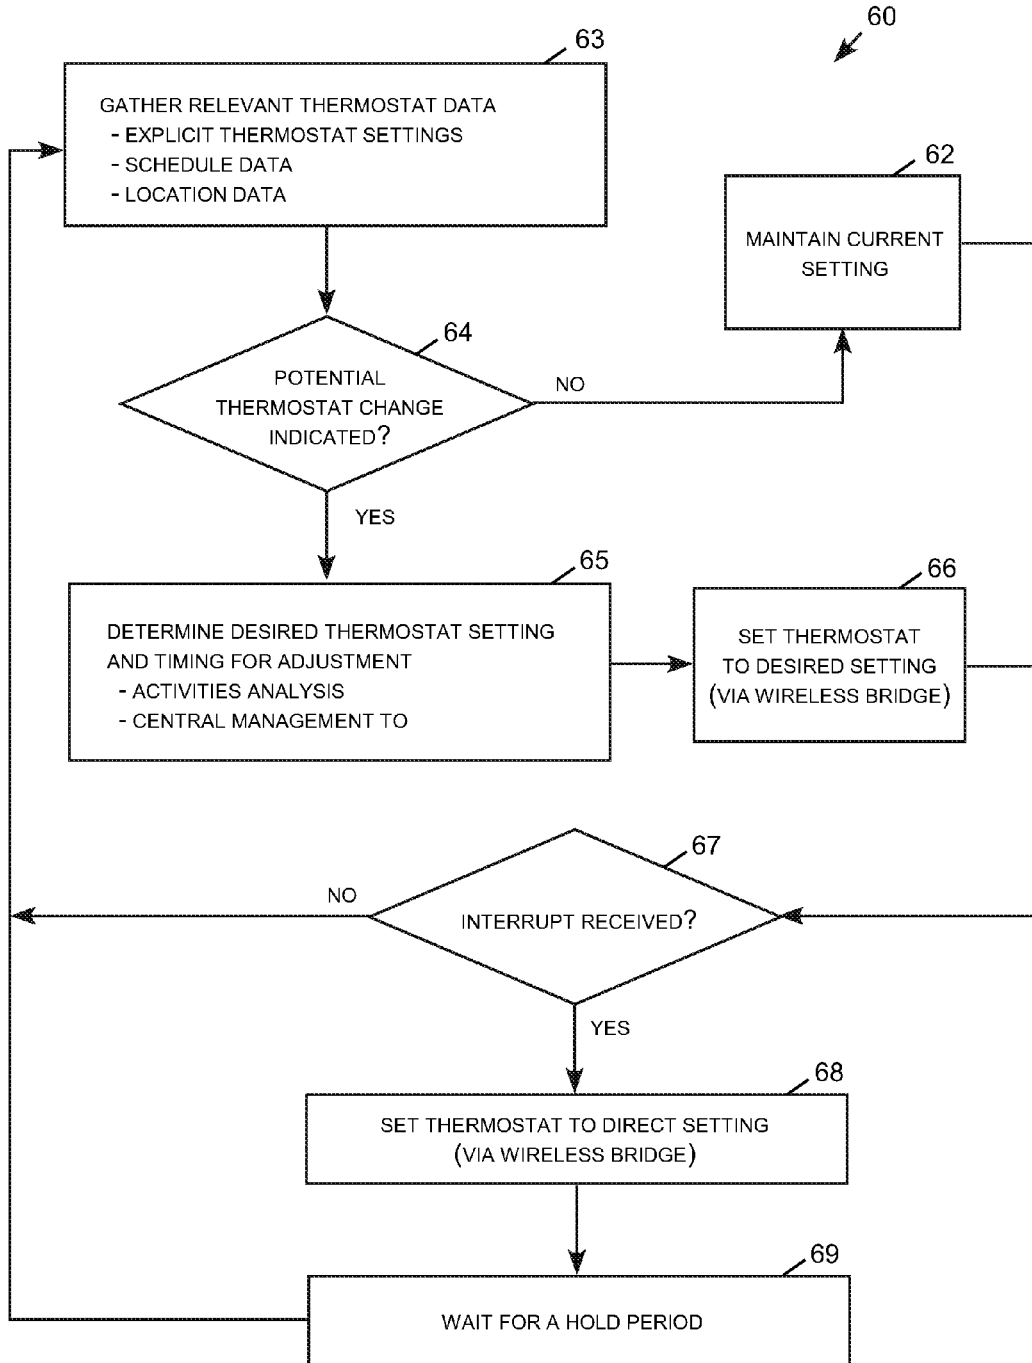 60
63
GATHER RELEVANT THERMOSTAT DATA
- EXPLICIT THERMOSTAT SETTINGS
- SCHEDULE DATA
- LOCATION DATA
62
MAINTAIN CURRENT
SETTING
64
POTENTIAL
THERMOSTAT CHANGE
INDICATED?
NO
YES
65
DETERMINE DESIRED THERMOSTAT SETTING
AND TIMING FOR ADJUSTMENT
- ACTIVITIES ANALYSIS
- CENTRAL MANAGEMENT TO
66
SET THERMOSTAT
TO DESIRED SETTING
(VIA WIRELESS BRIDGE)
67
INTERRUPT RECEIVED?
NO
YES
68
SET THERMOSTAT TO DIRECT SETTING
(VIA WIRELESS BRIDGE)
69
WAIT FOR A HOLD PERIOD